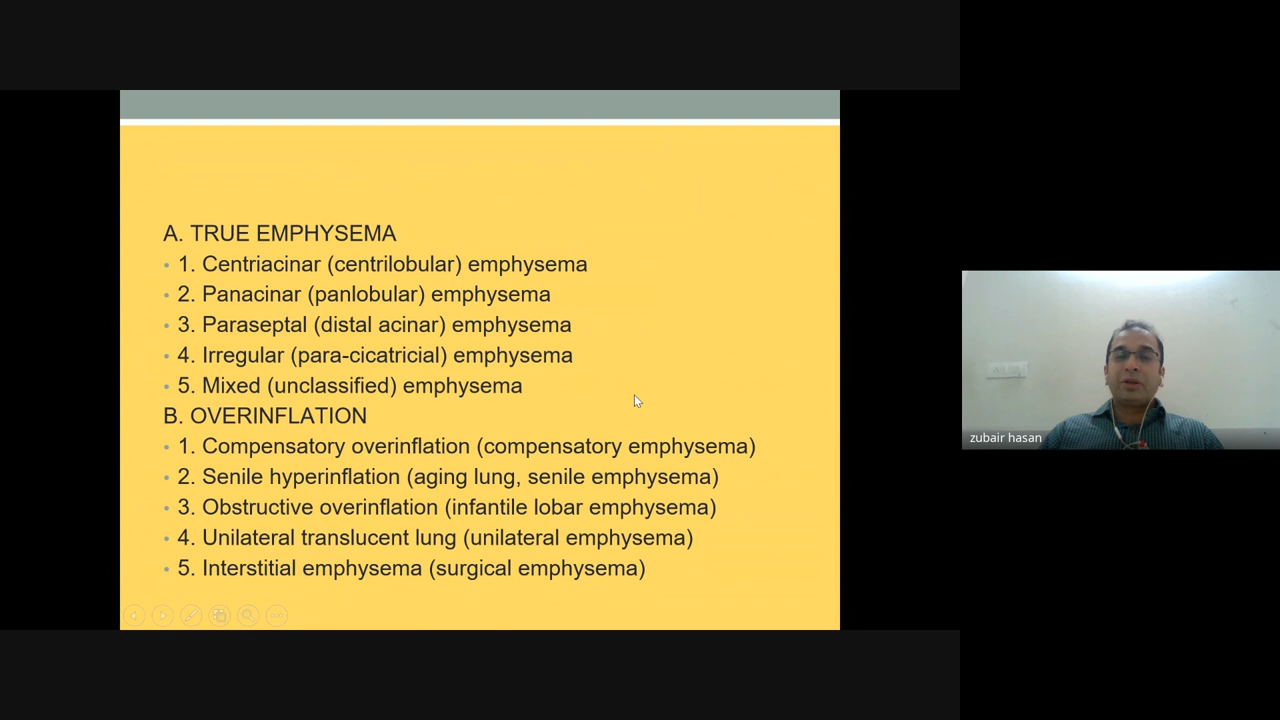 A. TRUE EMPHYSEMA
• 1. Centriacinar (centrilobular) emphysema
• 2. Panacinar (panlobular) emphysema
• 3. Paraseptal (distal acinar) emphysema
• 4. Irregular (para-cicatricial) emphysema
• 5. Mixed (unclassified) emphysema
B. OVERINFLATION
• 1. Compensatory overinflation (compensatory emphysema)
• 2. Senile hyperinflation (aging lung, senile emphysema)
• 3. Obstructive overinflation (infantile lobar emphysema)
• 4. Unilateral translucent lung (unilateral emphysema)
• 5. Interstitial emphysema (surgical emphysema)
zubair hasan